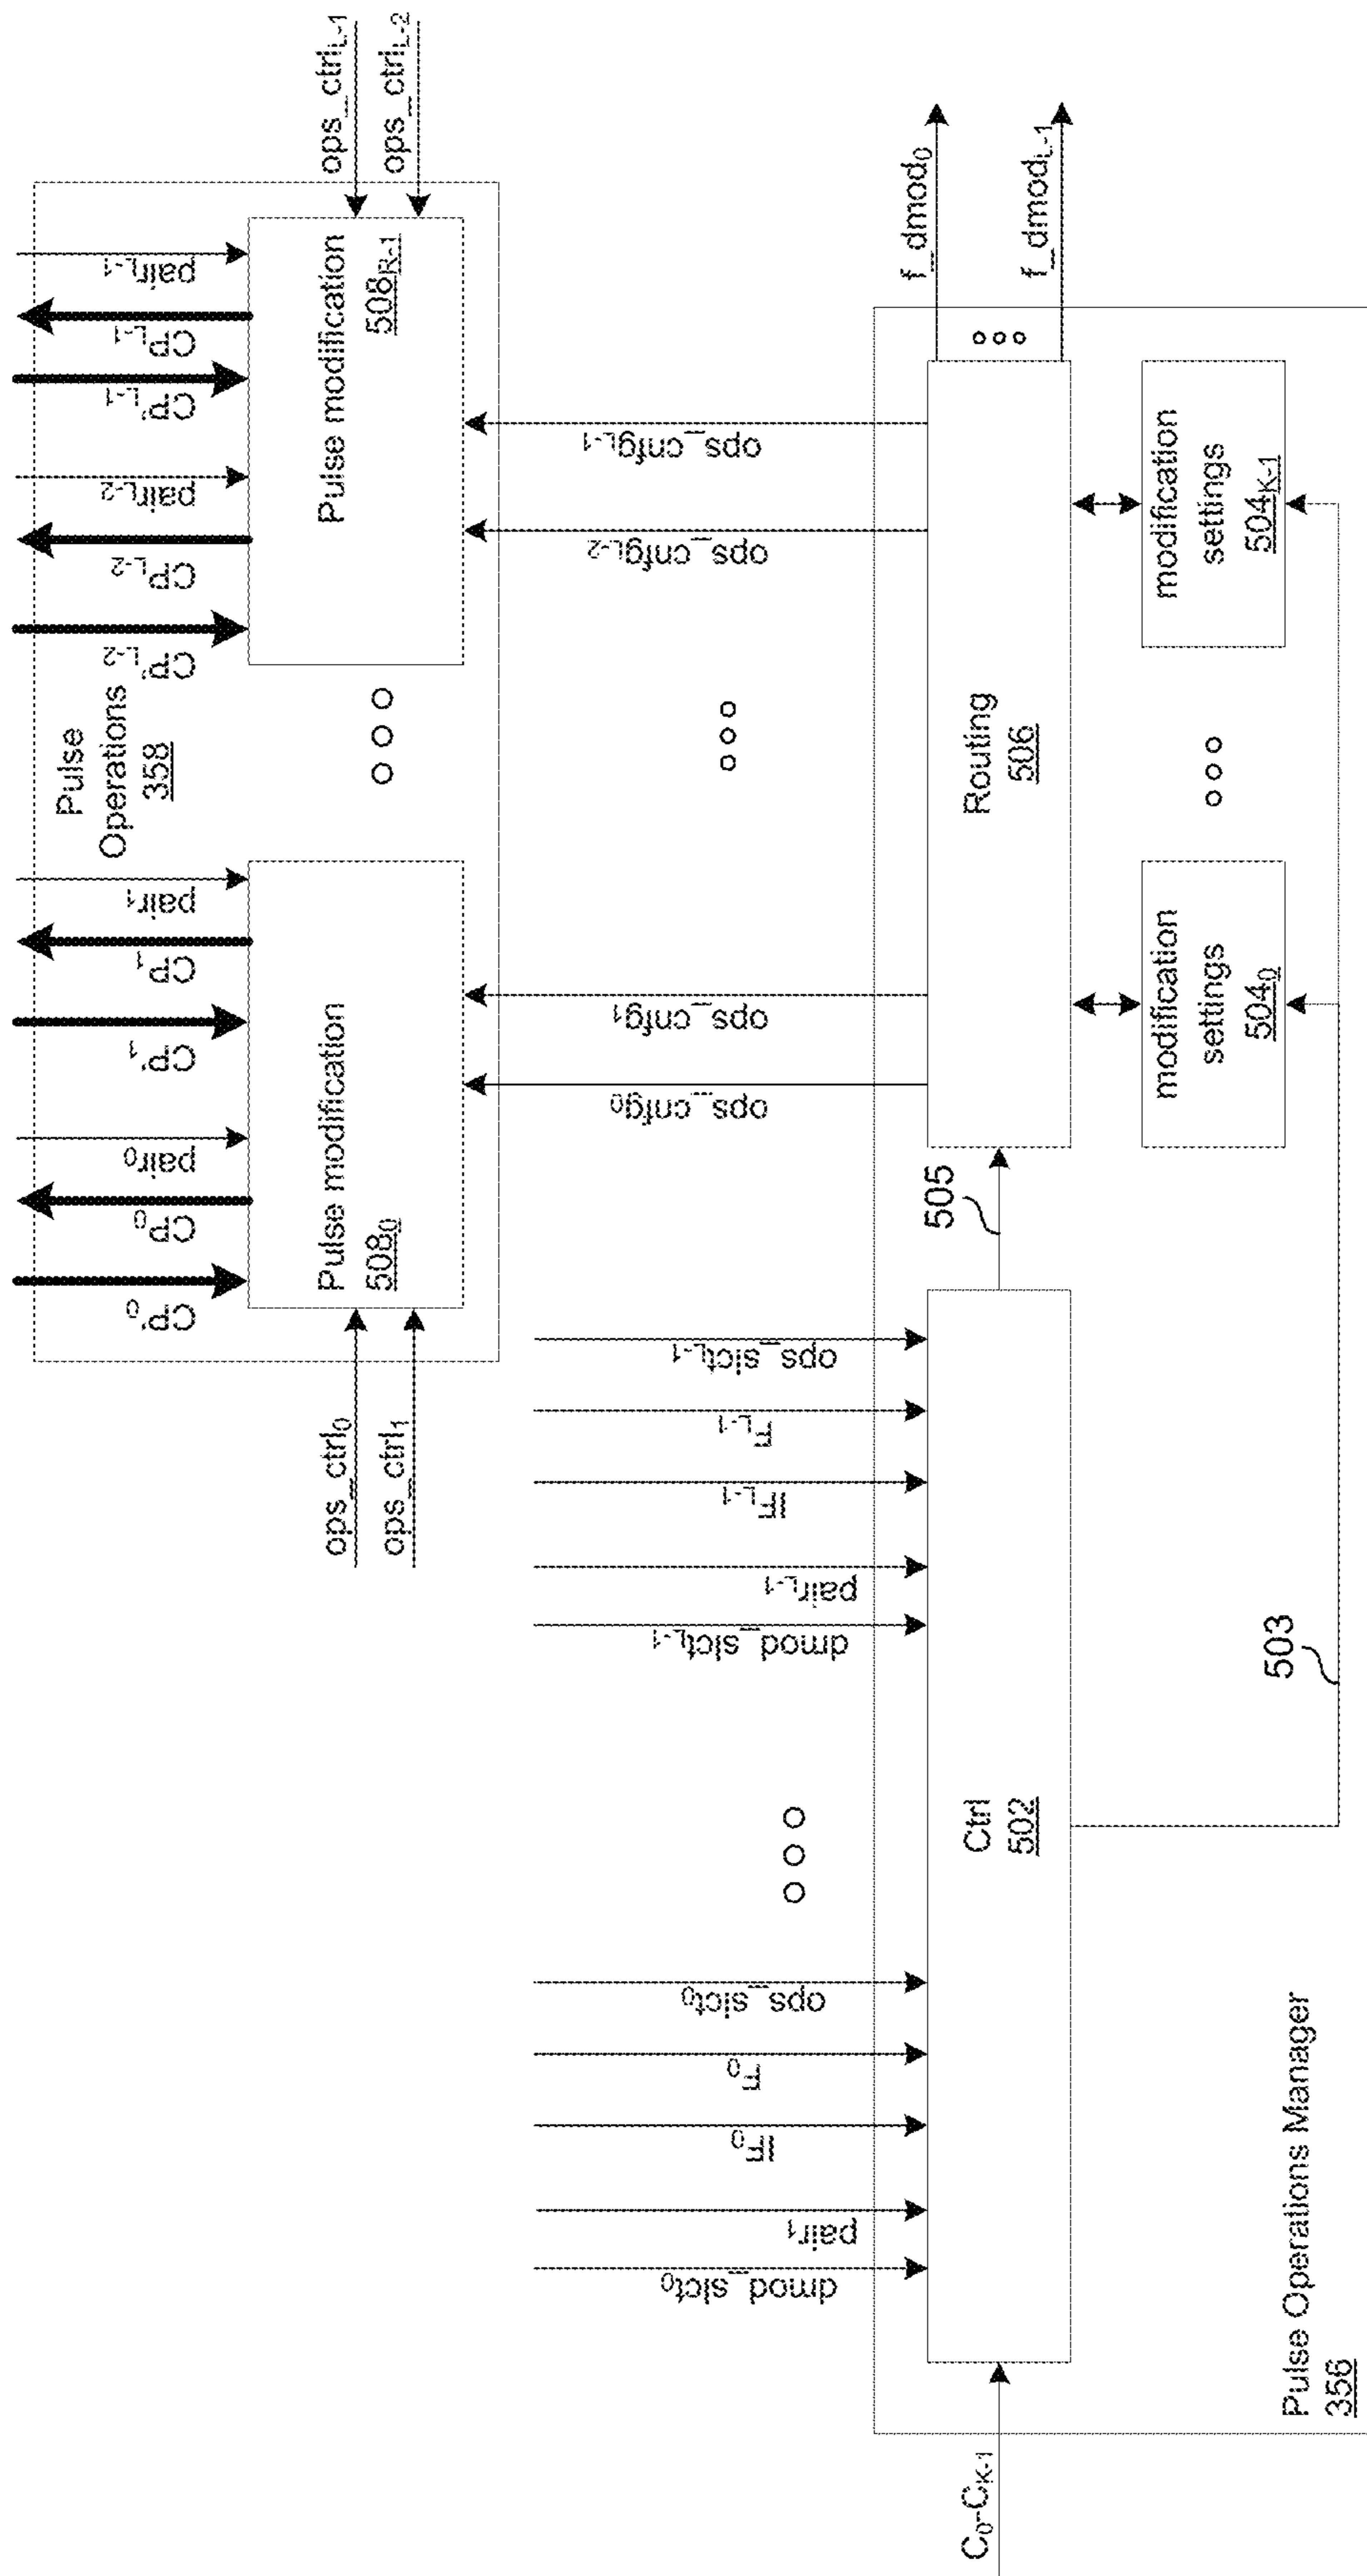 Pulse
Operations
358
CP'₀
CP₀
pair₀
CP'₁
CP₁
pair₁
CP'L-2
CPL-2
pairL-2
CP'L-1
CPL-1
pairL-1
Pulse modification
508₀
Pulse modification
508R-1
ops_ctrl₀
ops_ctrl₁
ops_ctrlL-1
ops_ctrlL-2
ops_cnfg₀
ops_cnfg₁
ops_cnfgL-2
ops_cnfgL-1
dmod_slct₀
pair₁
IF₀
F₀
ops_slct₀
dmod_slctL-1
pairL-1
IFL-1
FL-1
ops_slctL-1
C₀-CK-1
Ctrl
502
505
Routing
506
f_dmod₀
f_dmodL-1
modification
settings
504₀
modification
settings
504K-1
503
Pulse Operations Manager
356